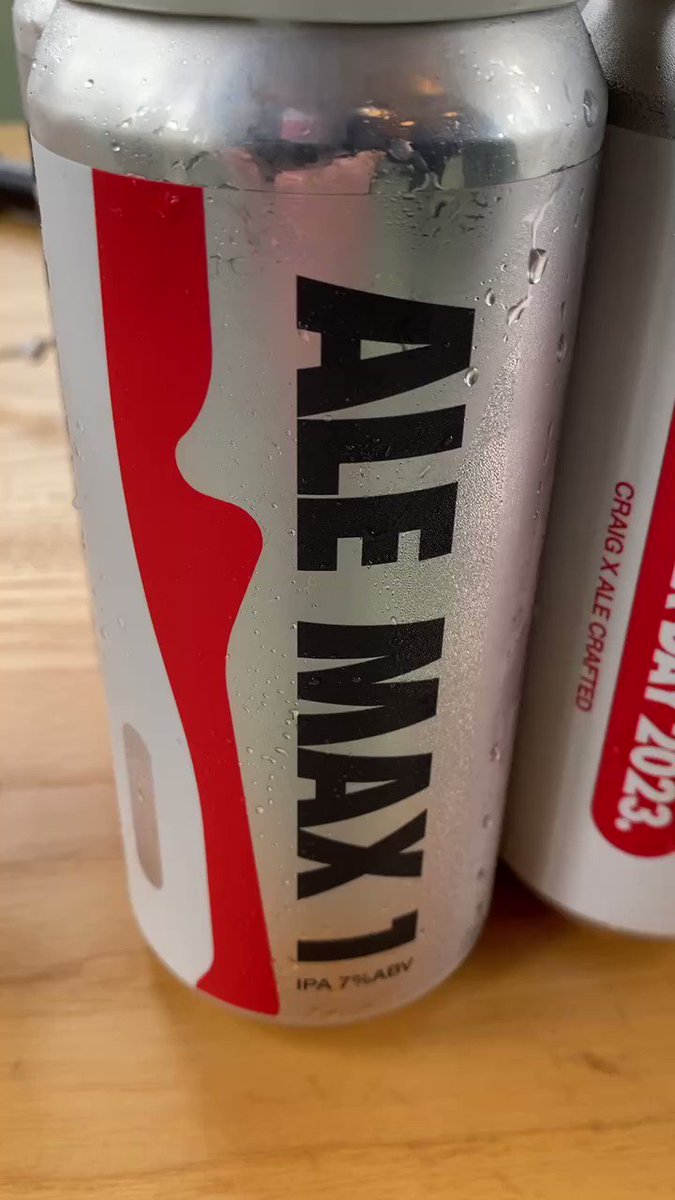 ALE MAX 1
IPA 7%ABV
CRAIG X ALE CRAFTED
DAY 2023.